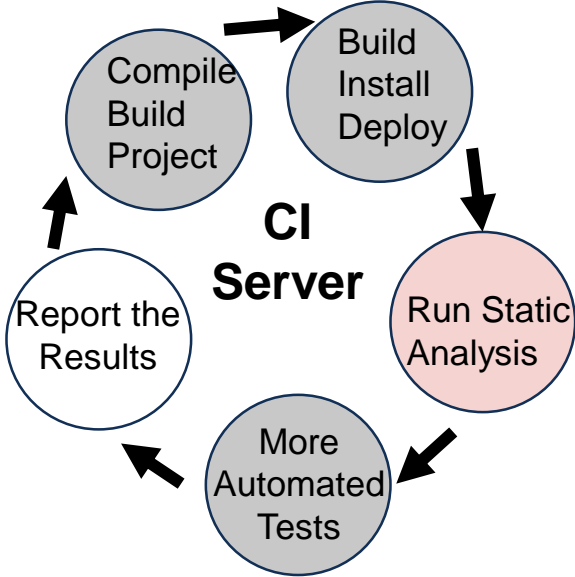 Compile
Build
Project
Build
Install
Deploy
CI
Server
Run Static
Analysis
More
Automated
Tests
Report the
Results